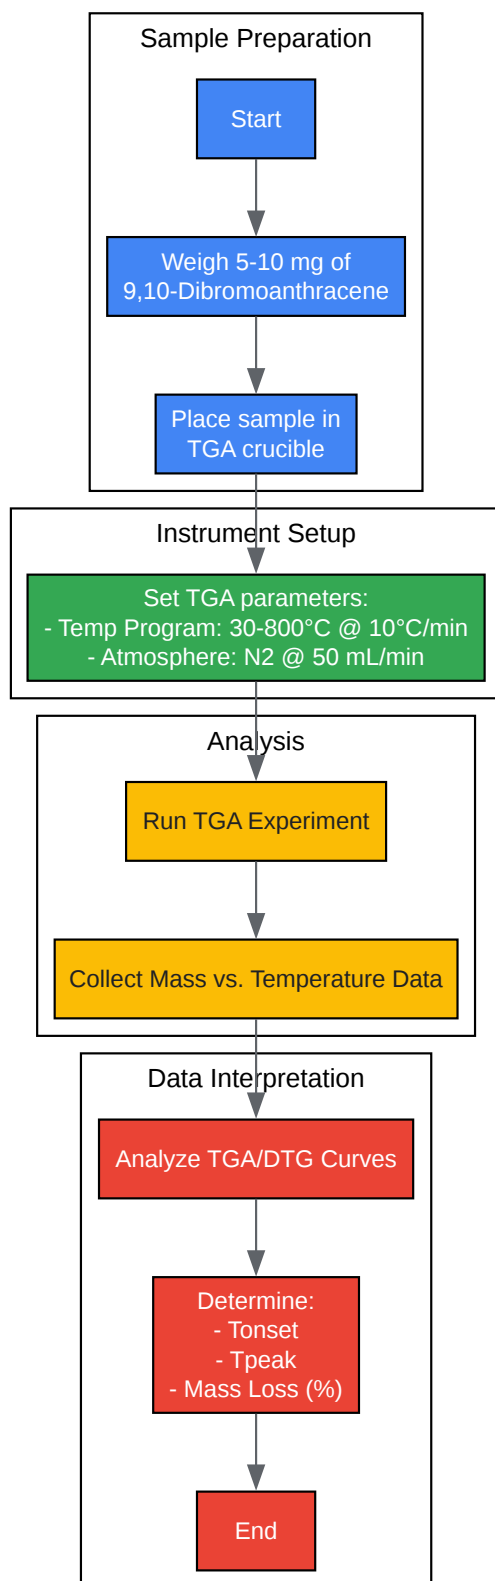 Sample Preparation
Start
Weigh 5-10 mg of
9,10-Dibromoanthracene
Place sample in
TGA crucible
Instrument Setup
Set TGA parameters:
- Temp Program: 30-800°C @ 10°C/min
- Atmosphere: N2 @ 50 mL/min
Analysis
Run TGA Experiment
Collect Mass vs. Temperature Data
Data Interpretation
Analyze TGA/DTG Curves
Determine:
- Tonset
- Tpeak
- Mass Loss (%)
End